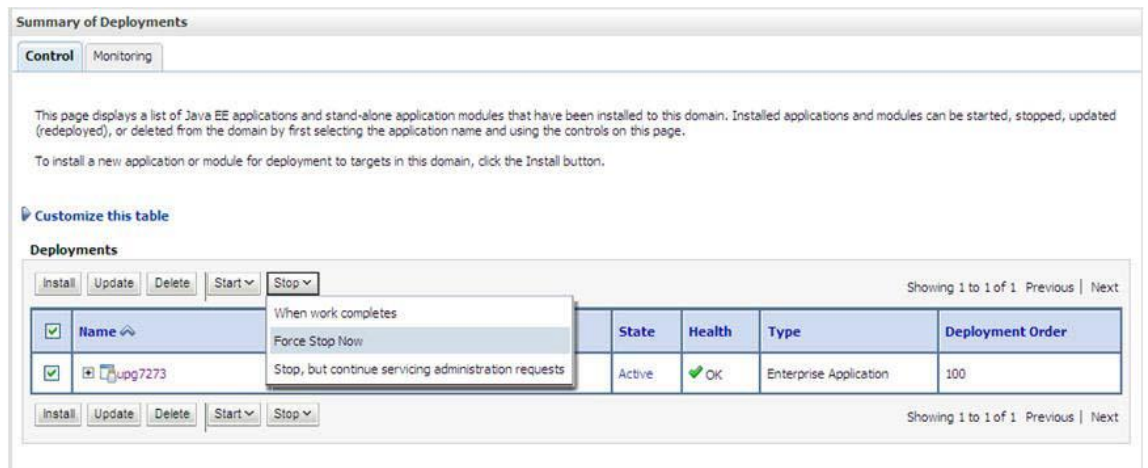 Summary of Deployments
Control Monitoring
This page displays a list of Java EE applications and stand-alone application modules that have been installed to this domain. Installed applications and modules can be started, stopped, updated
(redeployed), or deleted from the domain by first selecting the application name and using the controls on this page.
To install a new application or module for deployment to targets in this domain, click the Install button.
Customize this table
Deployments
Install Update Delete Start Stop Showing 1 to 1 of 1 Previous | Next
When work completes
Name State Health Type Deployment Order
Force Stop Now
upg7273 Active OK Enterprise Application 100
Stop, but continue servicing administration requests
Install Update Delete Start Stop Showing 1 to 1 of 1 Previous | Next